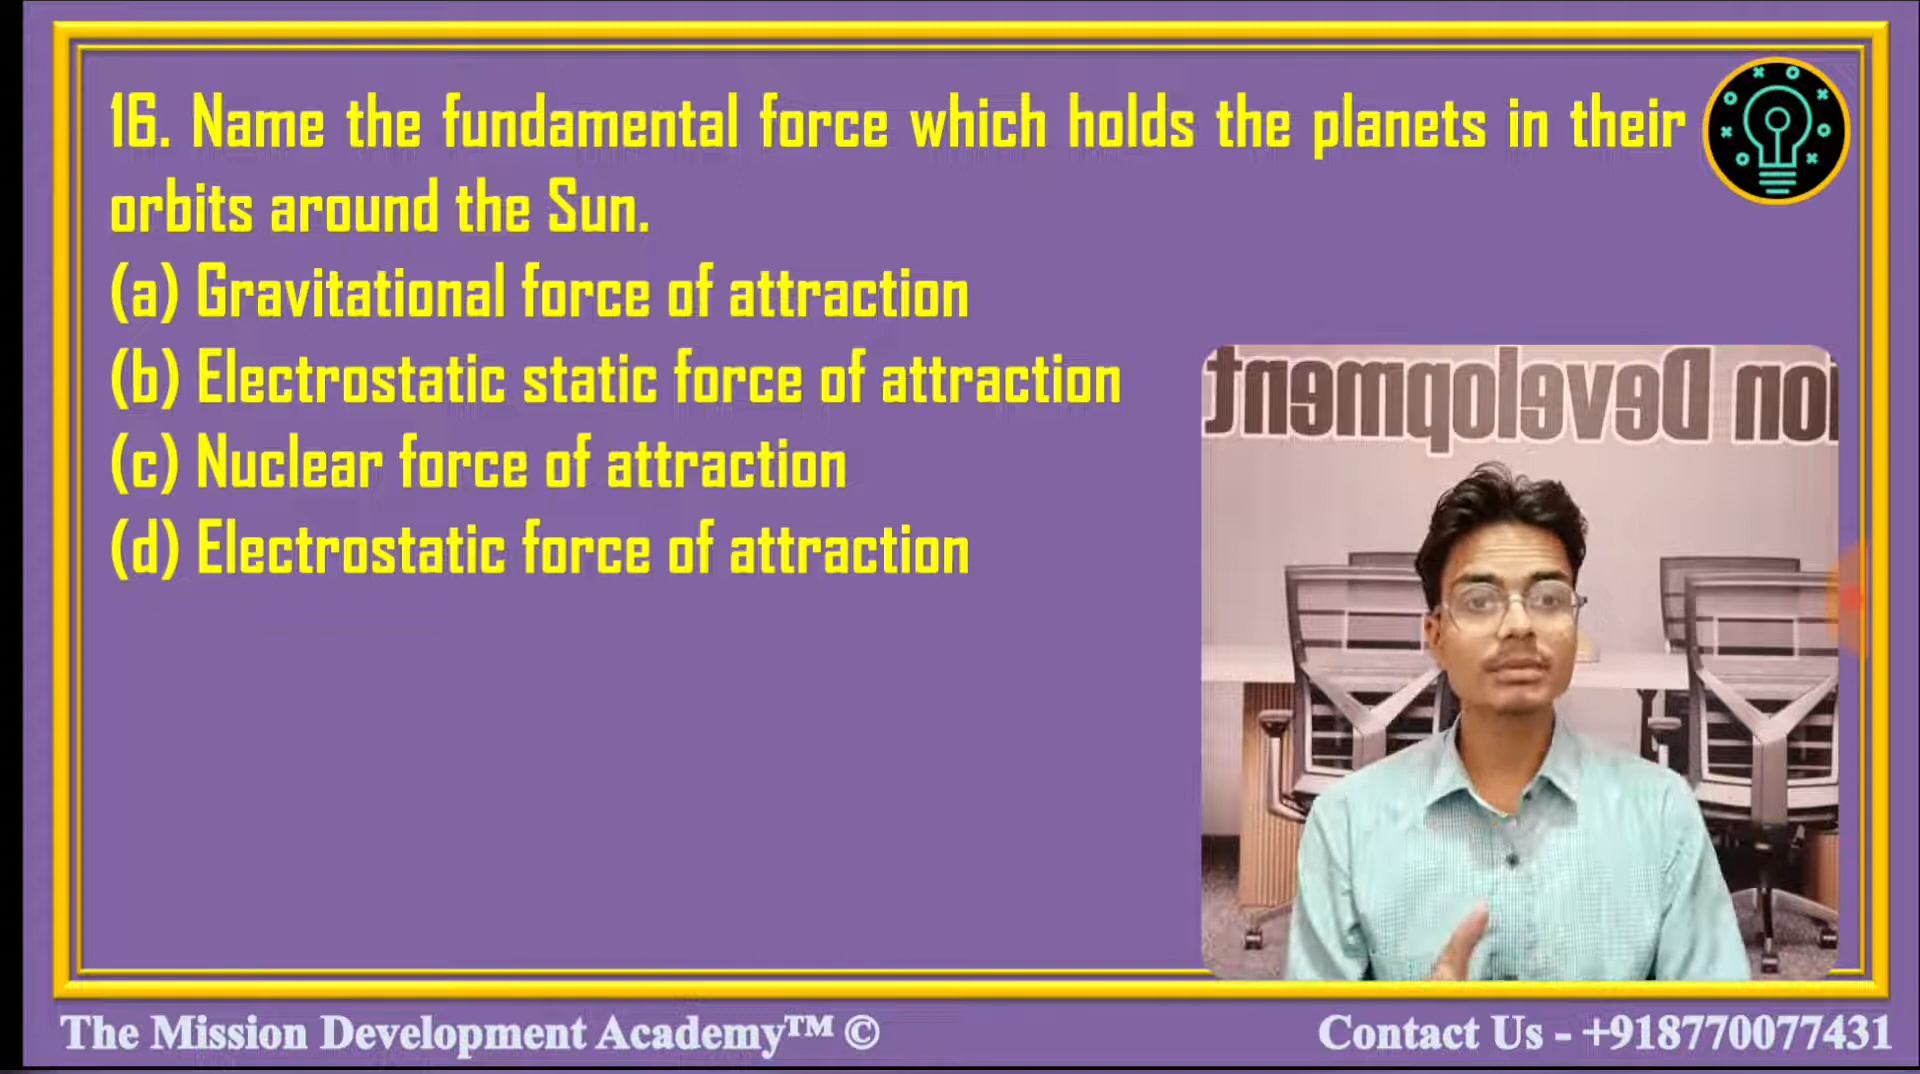 16. Name the fundamental force which holds the planets in their
orbits around the Sun.
(a) Gravitational force of attraction
(b) Electrostatic static force of attraction
(c) Nuclear force of attraction
(d) Electrostatic force of attraction
ion Development
The Mission Development Academy™ ©
Contact Us - +918770077431